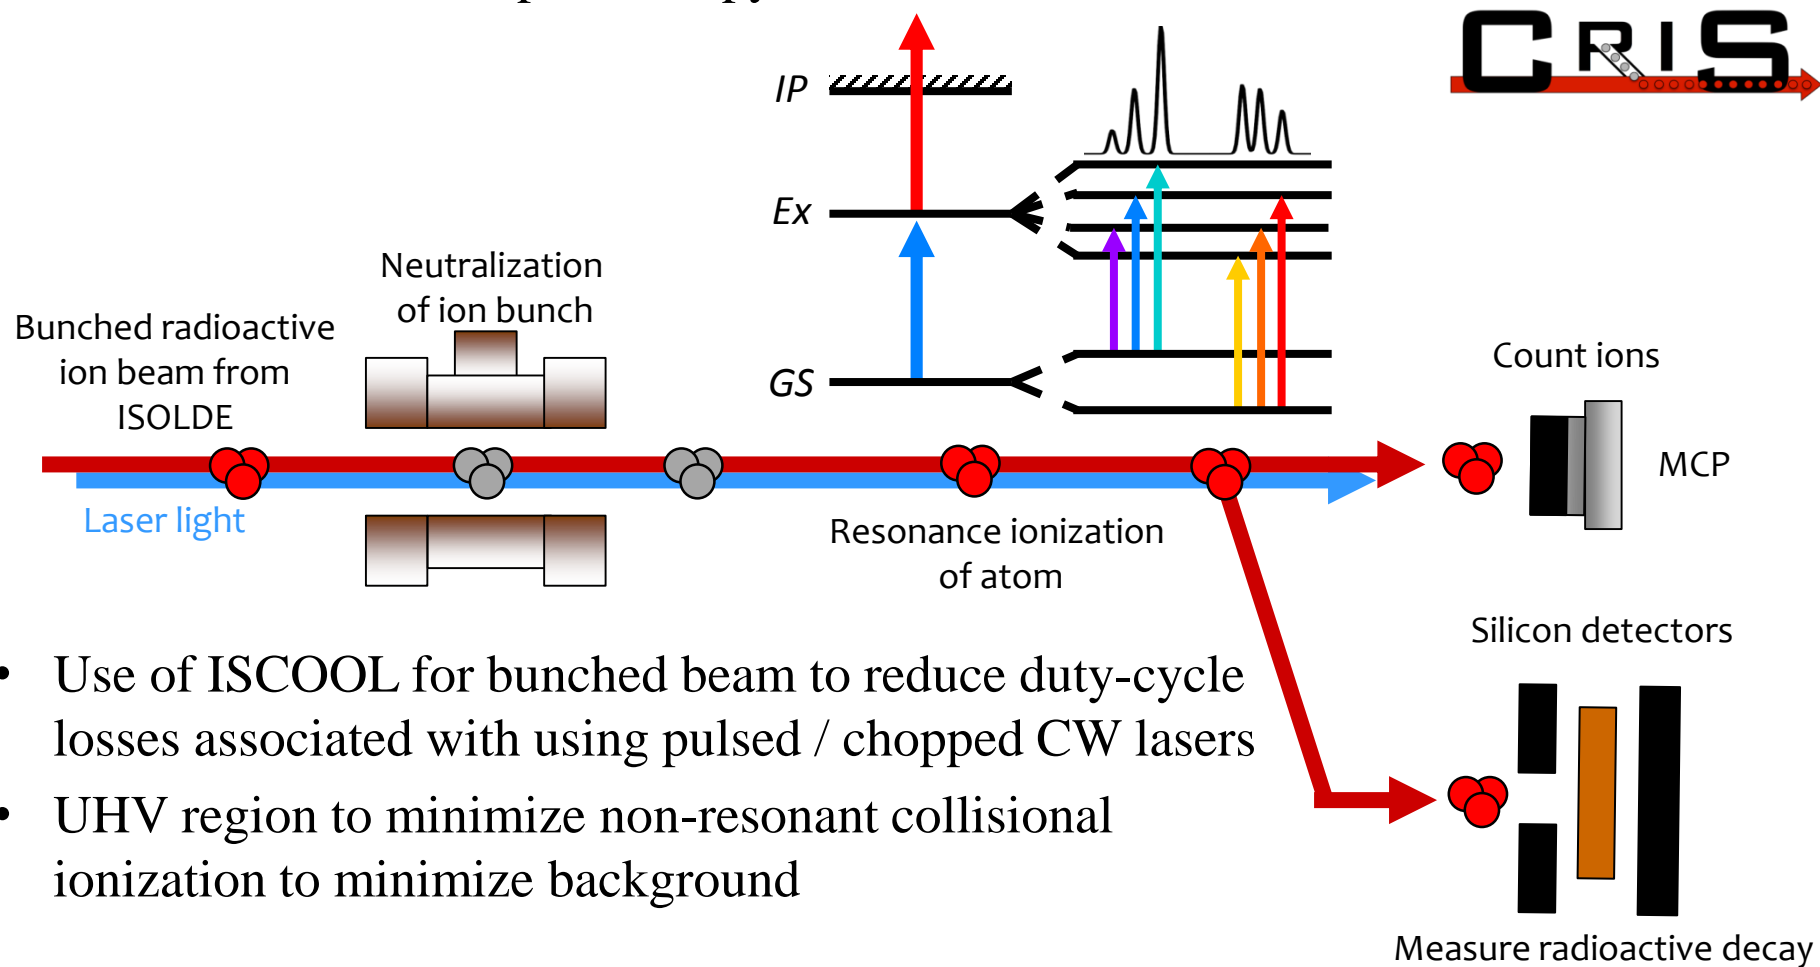 CRIS
IP
Ex
GS
Neutralization
of ion bunch
Bunched radioactive
ion beam from
ISOLDE
Laser light
Resonance ionization
of atom
Count ions
MCP
Silicon detectors
• Use of ISCOOL for bunched beam to reduce duty-cycle
losses associated with using pulsed / chopped CW lasers
• UHV region to minimize non-resonant collisional
ionization to minimize background
Measure radioactive decay